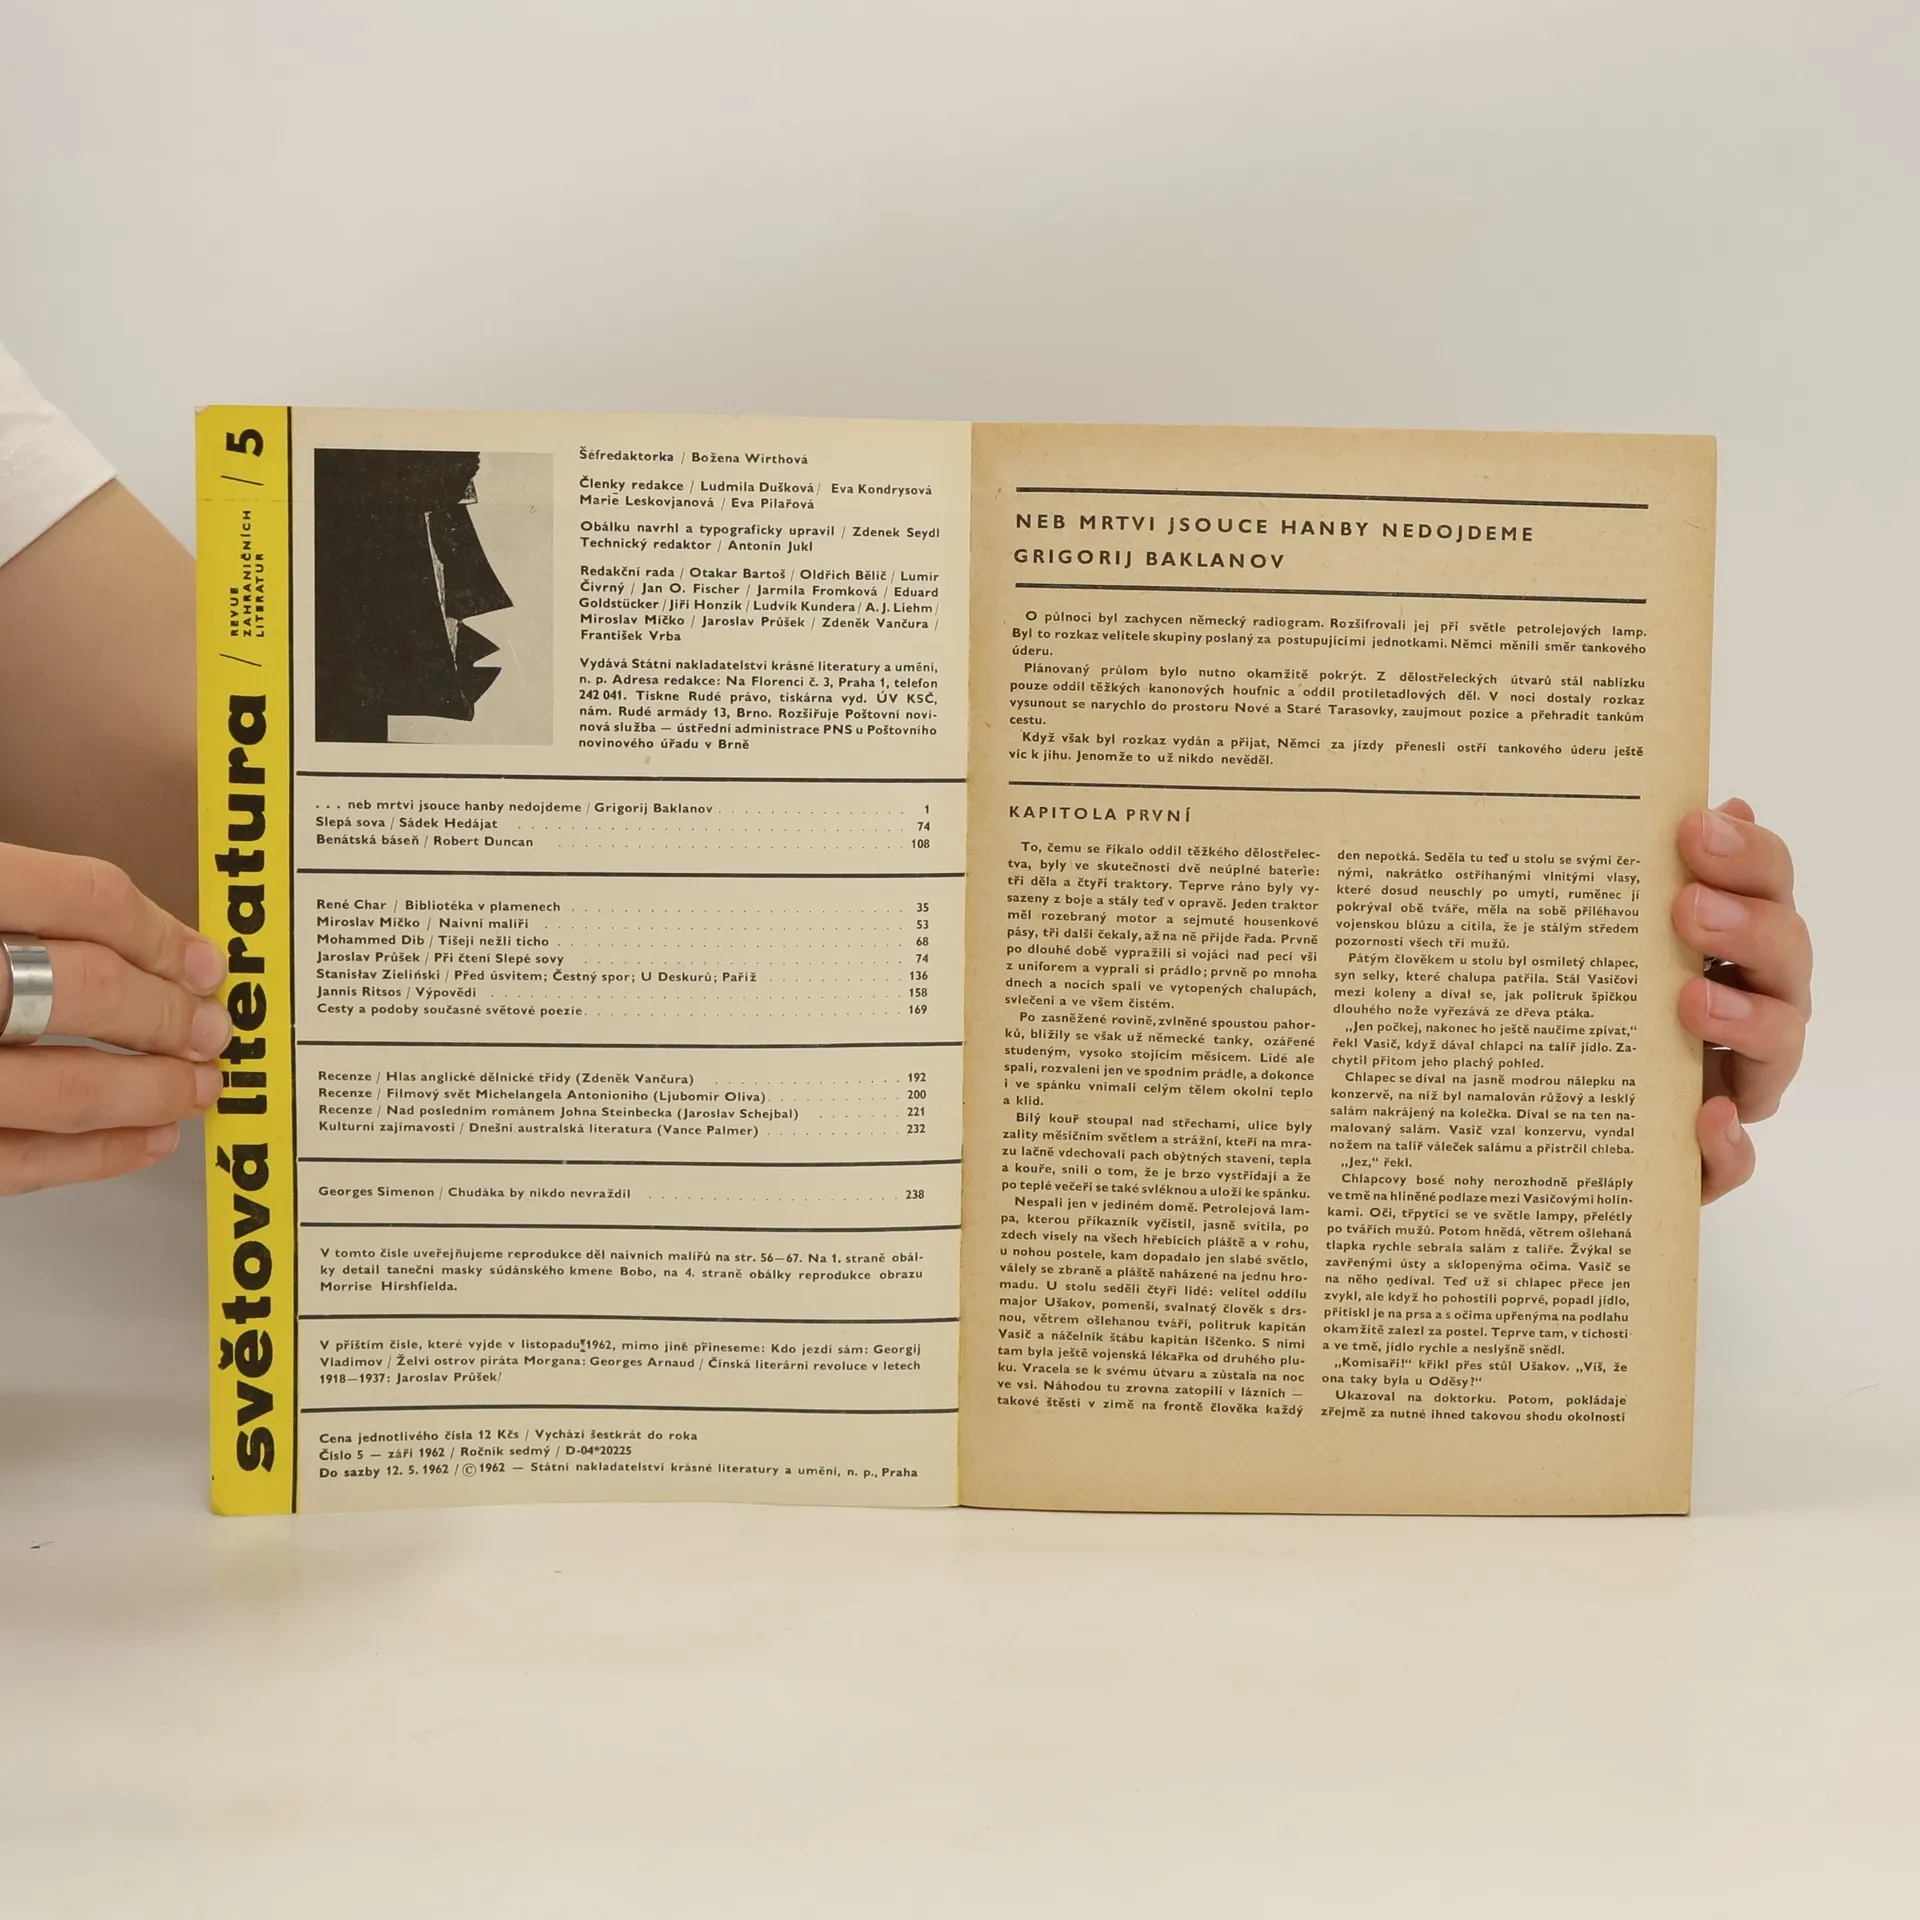 světová literatura / REVUE ZAHRANIČNÍCH LITERATUR / 5
Šéfredaktorka / Božena Wirthová
Členky redakce / Ludmila Dušková / Eva Kondrysová
Marie Leskovjanová / Eva Pilařová
Obálku navrhl a typograficky upravil / Zdenek Seydl
Technický redaktor / Antonín Jukl
Redakční rada / Otakar Bartoš / Oldřich Bělič / Lumír
Čivrný / Jan O. Fischer / Jarmila Fromková / Eduard
Goldstücker / Jiří Honzík / Ludvík Kundera / A. J. Liehm /
Miroslav Míčko / Jaroslav Průšek / Zdeněk Vančura /
František Vrba
Vydává Státní nakladatelství krásné literatury a umění,
n. p. Adresa redakce: Na Florenci č. 3, Praha 1, telefon
242 041. Tiskne Rudé právo, tiskárna vyd. ÚV KSČ,
nám. Rudé armády 13, Brno. Rozšiřuje Poštovní novi-
nová služba — ústřední administrace PNS u Poštovního
novinového úřadu v Brně
. . . neb mrtvi jsouce hanby nedojdeme / Grigorij Baklanov 1
Slepá sova / Sádek Hedájat 74
Benátská báseň / Robert Duncan 108
René Char / Bibliotéka v plamenech 35
Miroslav Míčko / Naivní malíři 53
Mohammed Dib / Tišeji nežli ticho 68
Jaroslav Průšek / Při čtení Slepé sovy 74
Stanisław Zieliński / Před úsvitem; Čestný spor; U Deskurů; Paříž 136
Jannis Ritsos / Výpovědi 158
Cesty a podoby současné světové poezie 169
Recenze / Hlas anglické dělnické třídy (Zdeněk Vančura) 192
Recenze / Filmový svět Michelangela Antonioniho (Ljubomír Oliva) 200
Recenze / Nad posledním románem Johna Steinbecka (Jaroslav Schejbal) 221
Kulturní zajímavosti / Dnešní australská literatura (Vance Palmer) 232
Georges Simenon / Chudáka by nikdo nevraždil 238
V tomto čísle uveřejňujeme reprodukce děl naivních malířů na str. 56—67. Na 1. straně obál-
ky detail taneční masky súdánského kmene Bobo, na 4. straně obálky reprodukce obrazu
Morrise Hirshfielda.
V příštím čísle, které vyjde v listopadu 1962, mimo jiné přineseme: Kdo jezdí sám: Georgij
Vladimov / Želví ostrov piráta Morgana: Georges Arnaud / Čínská literární revoluce v letech
1918—1937: Jaroslav Průšek/
Cena jednotlivého čísla 12 Kčs / Vychází šestkrát do roka
Číslo 5 — září 1962 / Ročník sedmý / D-04*20225
Do sazby 12. 5. 1962 / © 1962 — Státní nakladatelství krásné literatury a umění, n. p., Praha
NEB MRTVI JSOUCE HANBY NEDOJDEME
GRIGORIJ BAKLANOV
O půlnoci byl zachycen německý radiogram. Rozšifrovali jej při světle petrolejových lamp.
Byl to rozkaz velitele skupiny poslaný za postupujícími jednotkami. Němci měnili směr tankového
úderu.
Plánovaný průlom bylo nutno okamžitě pokrýt. Z dělostřeleckých útvarů stál nablízku
pouze oddíl těžkých kanonových houfnic a oddíl protiletadlových děl. V noci dostaly rozkaz
vysunout se narychlo do prostoru Nové a Staré Tarasovky, zaujmout pozice a přehradit tankům
cestu.
Když však byl rozkaz vydán a přijat, Němci za jízdy přenesli ostří tankového úderu ještě
víc k jihu. Jenomže to už nikdo nevěděl.
KAPITOLA PRVNÍ
To, čemu se říkalo oddíl těžkého dělostřelec-
tva, byly ve skutečnosti dvě neúplné baterie:
tři děla a čtyři traktory. Teprve ráno byly vy-
sazeny z boje a stály teď v opravě. Jeden traktor
měl rozebraný motor a sejmuté housenkové
pásy, tři další čekaly, až na ně přijde řada. Prvně
po dlouhé době vypražili si vojáci nad pecí vši
z uniforem a vyprali si prádlo; prvně po mnoha
dnech a nocích spali ve vytopených chalupách,
svlečeni a ve všem čistém.
Po zasněžené rovině, zvlněné spoustou pahor-
ků, blížily se však už německé tanky, ozářené
studeným, vysoko stojícím měsícem. Lidé ale
spali, rozvaleni jen ve spodním prádle, a dokonce
i ve spánku vnímali celým tělem okolní teplo
a klid.
Bílý kouř stoupal nad střechami, ulice byly
zality měsíčním světlem a strážní, kteří na mra-
zu lačně vdechovali pach obytných stavení, tepla
a kouře, snili o tom, že je brzo vystřídají a že
po teplé večeři se také svléknou a uloží ke spánku.
Nespali jen v jediném domě. Petrolejová lam-
pa, kterou příkazník vyčistil, jasně svítila, po
zdech visely na všech hřebících pláště a v rohu,
u nohou postele, kam dopadalo jen slabé světlo,
válely se zbraně a pláště naházené na jednu hro-
madu. U stolu seděli čtyři lidé: velitel oddílu
major Ušakov, pomenší, svalnatý člověk s drs-
nou, větrem ošlehanou tváří, politruk kapitán
Vasič a náčelník štábu kapitán Iščenko. S nimi
tam byla ještě vojenská lékařka od druhého plu-
ku. Vracela se k svému útvaru a zůstala na noc
ve vsi. Náhodou tu zrovna zatopili v lázních —
takové štěstí v zimě na frontě člověka každý
den nepotká. Seděla tu teď u stolu se svými čer-
nými, nakrátko ostříhanými vlnitými vlasy,
které dosud neuschly po umytí, ruměnec jí
pokrýval obě tváře, měla na sobě přiléhavou
vojenskou blůzu a cítila, že je stálým středem
pozornosti všech tří mužů.
Pátým člověkem u stolu byl osmiletý chlapec,
syn selky, které chalupa patřila. Stál Vasičovi
mezi koleny a díval se, jak politruk špičkou
dlouhého nože vyřezává ze dřeva ptáka.
„Jen počkej, nakonec ho ještě naučíme zpívat,“
řekl Vasič, když dával chlapci na talíř jídlo. Za-
chytil přitom jeho plachý pohled.
Chlapec se díval na jasně modrou nálepku na
konzervě, na níž byl namalován růžový a lesklý
salám nakrájený na kolečka. Díval se na ten na-
malovaný salám. Vasič vzal konzervu, vyndal
nožem na talíř váleček salámu a přistrčil chleba.
„Jez,“ řekl.
Chlapcovy bosé nohy nerozhodně přešláply
ve tmě na hliněné podlaze mezi Vasičovými holín-
kami. Oči, třpytící se ve světle lampy, přelétly
po tvářích mužů. Potom hnědá, větrem ošlehaná
tlapka rychle sebrala salám z talíře. Žvýkal se
zavřenými ústy a sklopenýma očima. Vasič se
na něho nedíval. Teď už si chlapec přece jen
zvykl, ale když ho pohostili poprvé, popadl jídlo,
přitiskl je na prsa a s očima upřenýma na podlahu
okamžitě zalezl za postel. Teprve tam, v tichosti
a ve tmě, jídlo rychle a neslyšně snědl.
„Komisaři!“ křikl přes stůl Ušakov. „Víš, že
ona taky byla u Oděsy?“
Ukazoval na doktorku. Potom, pokládaje
zřejmě za nutné ihned takovou shodu okolností